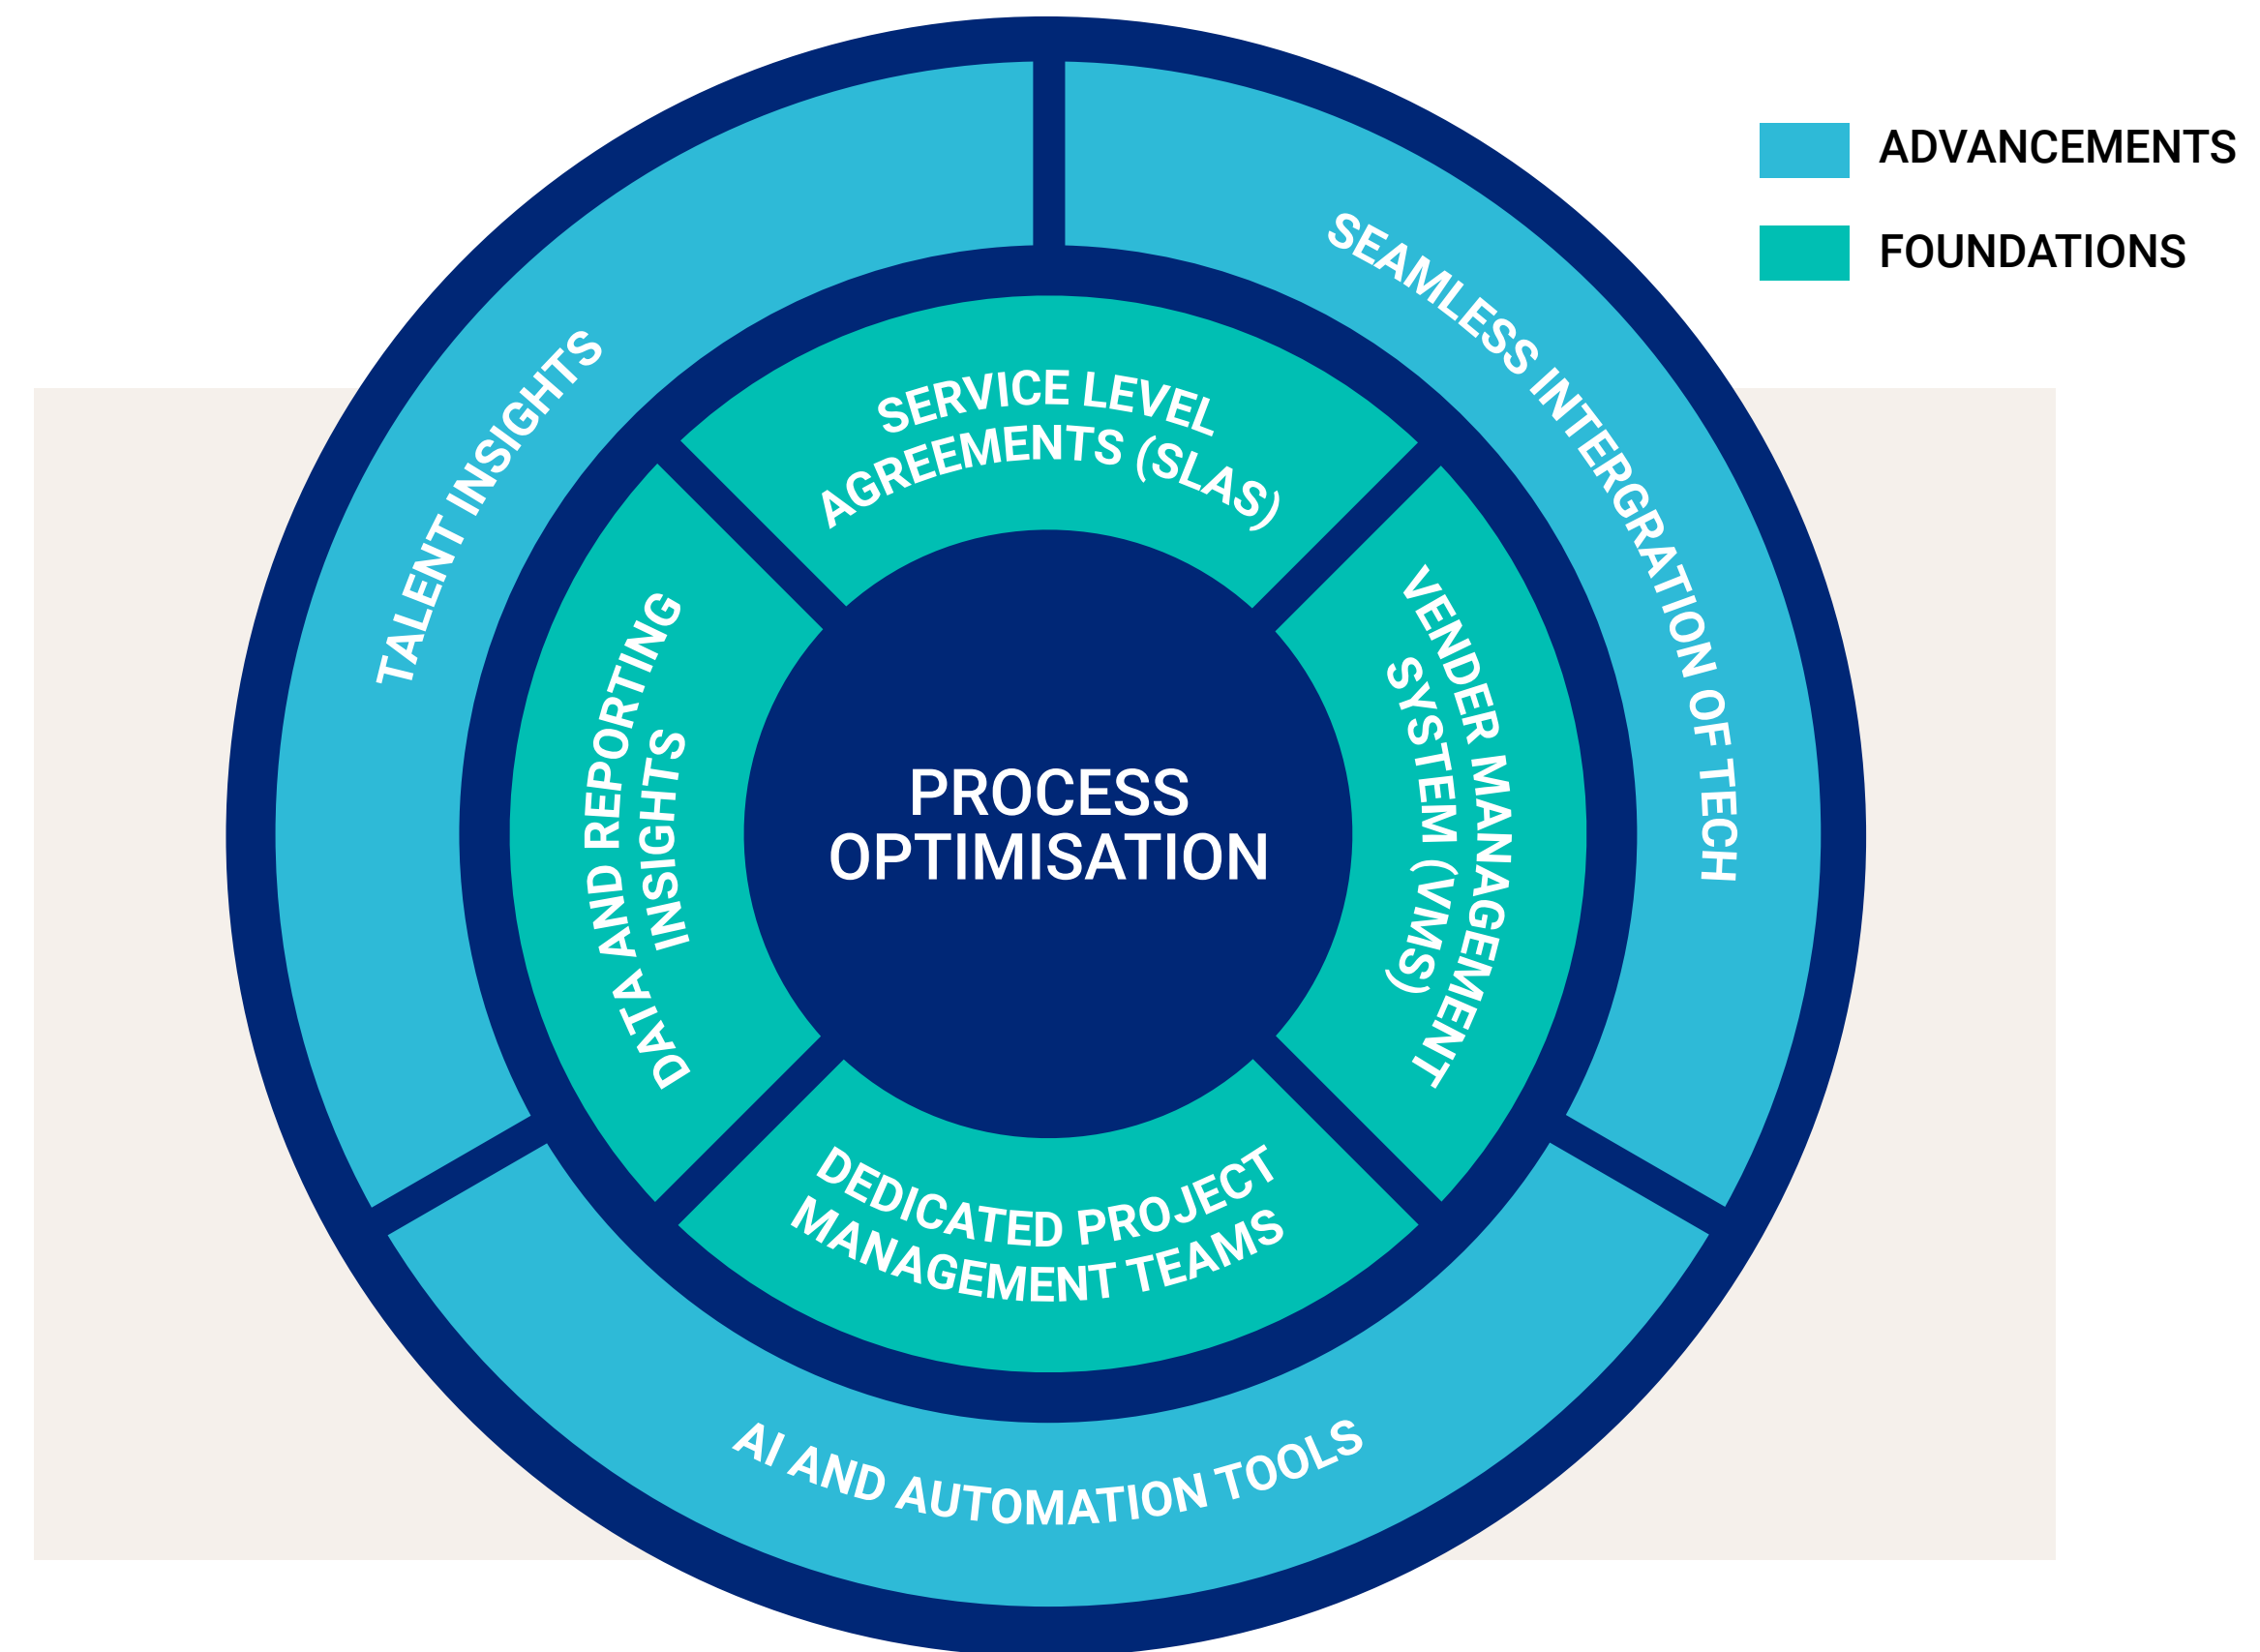 ADVANCEMENTS
FOUNDATIONS
TALENT INSIGHTS
SEAMLESS INTERGRATION OF TECH
AI AND AUTOMATION TOOLS
SERVICE LEVEL
AGREEMENTS (SLAS)
VENDER MANAGEMENT
SYSTEM (VMS)
DEDICATED PROJECT
MANAGEMENT TEAMS
DATA AND REPORTING
INSIGHTS
PROCESS
OPTIMISATION